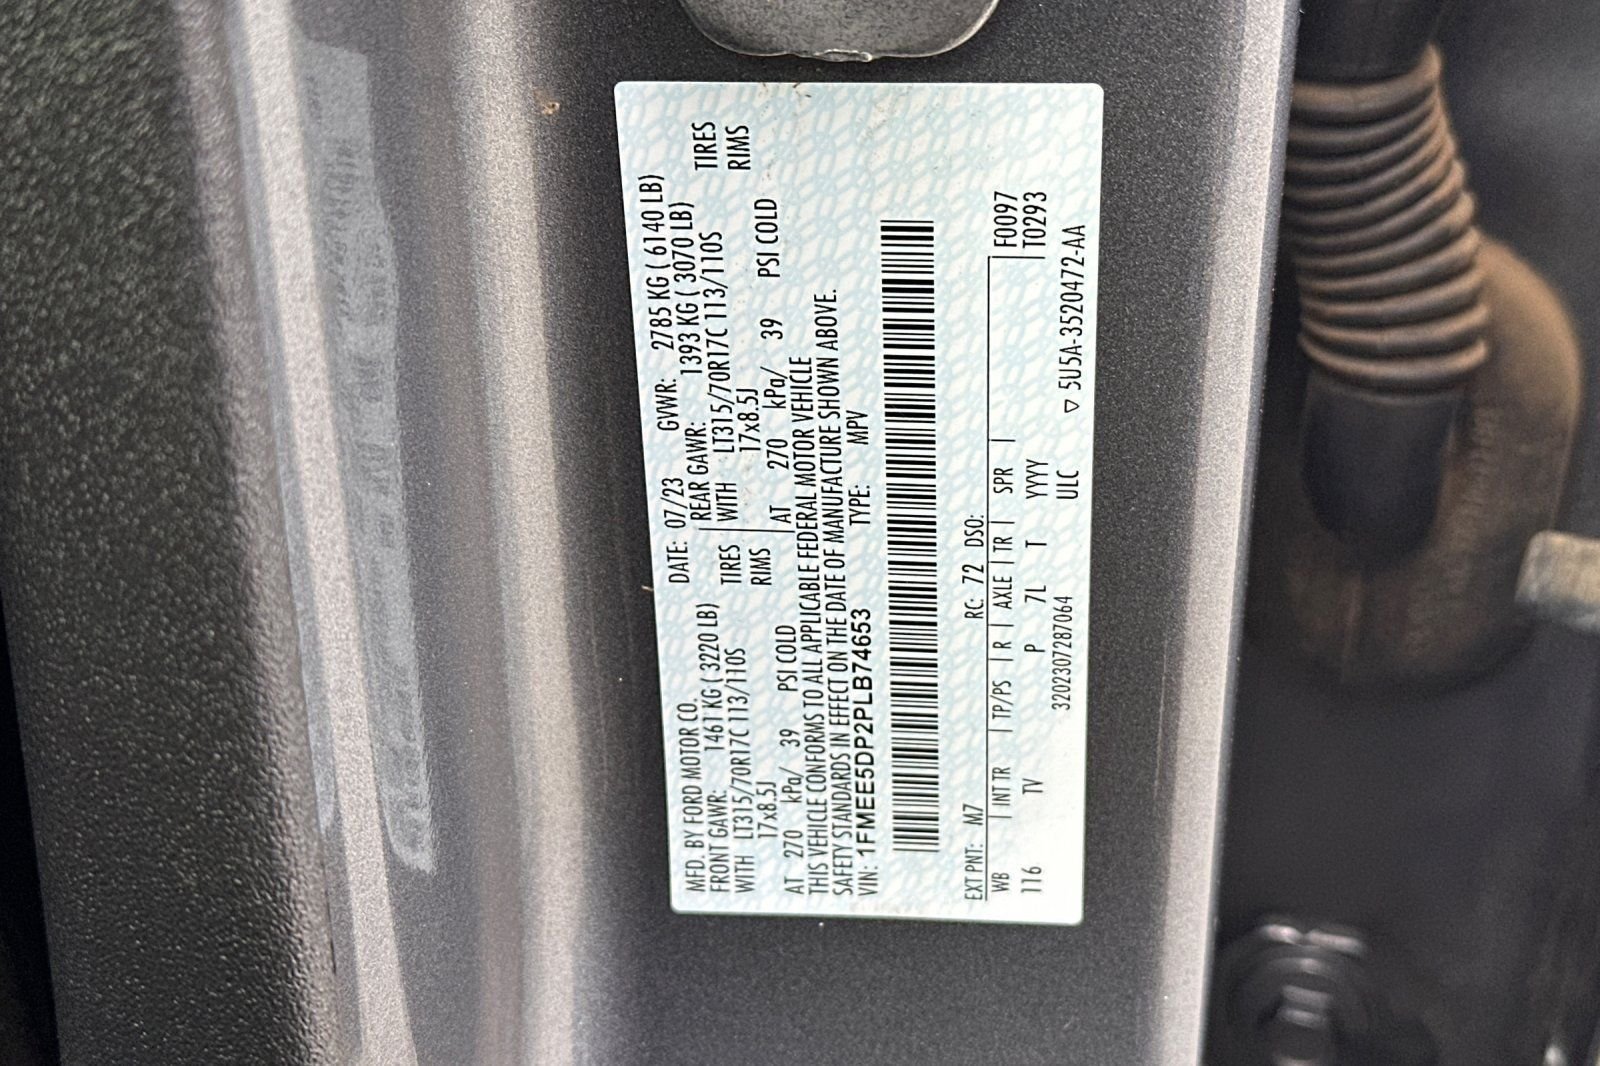 MFD. BY FORD MOTOR CO.
DATE: 07/23 GVWR: 2785 KG ( 6140 LB)
FRONT GAWR: 1461 KG ( 3220 LB) REAR GAWR: 1393 KG ( 3070 LB)
WITH LT315/70R17C 113/110S TIRES WITH LT315/70R17C 113/110S TIRES
17x8.5J RIMS 17x8.5J RIMS
AT 270 kPa/ 39 PSI COLD AT 270 kPa/ 39 PSI COLD
THIS VEHICLE CONFORMS TO ALL APPLICABLE FEDERAL MOTOR VEHICLE
SAFETY STANDARDS IN EFFECT ON THE DATE OF MANUFACTURE SHOWN ABOVE.
VIN: 1FMEE5DP2PLB74653 TYPE: MPV
EXT PNT: M7 RC: 72 DSO: F0097
WB | INT TR | TP/PS | R | AXLE | TR | SPR | T0293
116 TV P 7L T YYYY
320230728​7064 ULC ▽ 5U5A-3520472-AA